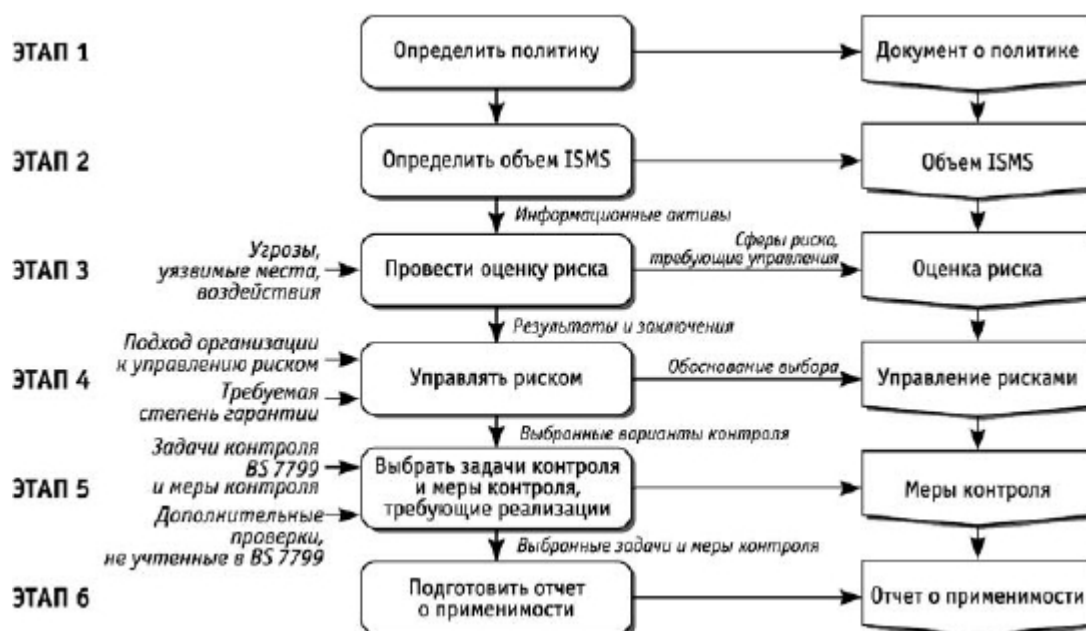 ЭТАП 1
Определить политику
Документ о политике
ЭТАП 2
Определить объем ISMS
Объем ISMS
Информационные активы
ЭТАП 3
Угрозы,
уязвимые места,
воздействия
Провести оценку риска
Сферы риска,
требующие управления
Оценка риска
Результаты и заключения
ЭТАП 4
Подход организации
к управлению риском
Требуемая
степень гарантии
Управлять риском
Обоснование выбора
Управление рисками
Выбранные варианты контроля
ЭТАП 5
Задачи контроля
BS 7799
и меры контроля
Дополнительные
проверки,
не учтенные в BS 7799
Выбрать задачи контроля
и меры контроля,
требующие реализации
Меры контроля
Выбранные задачи и меры контроля
ЭТАП 6
Подготовить отчет
о применимости
Отчет о применимости